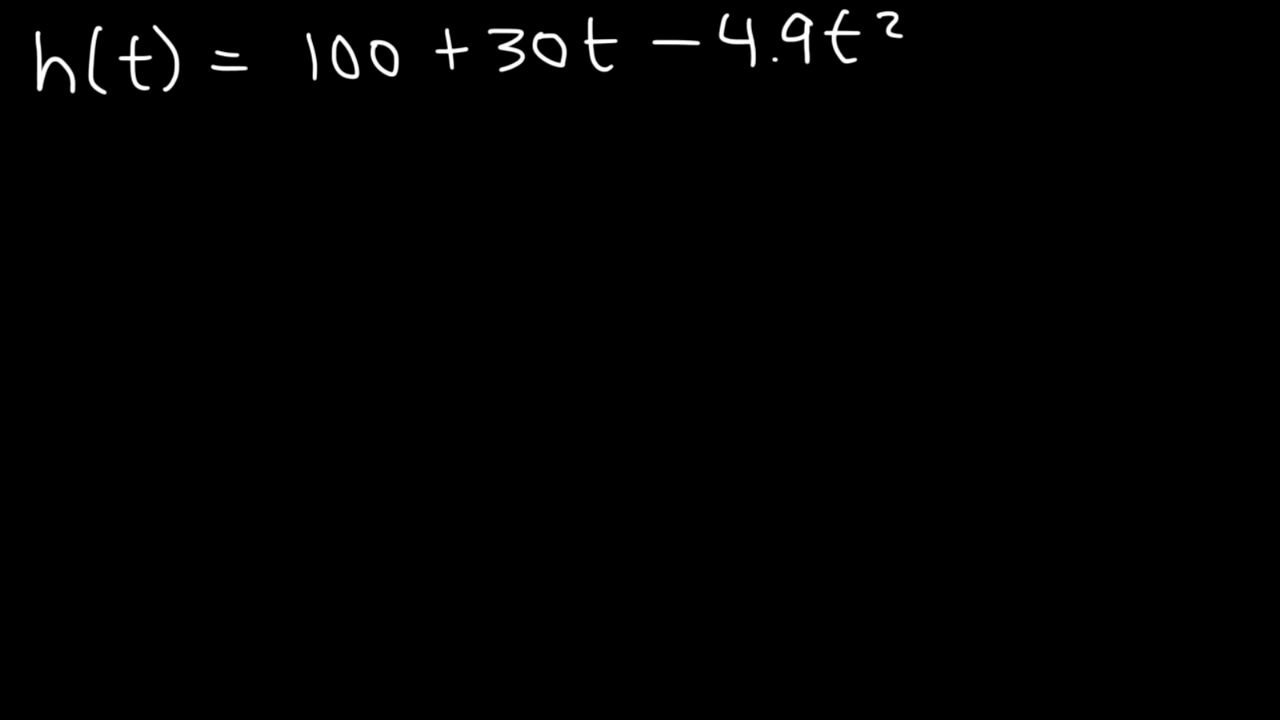 h(t) = 100 + 30t - 4.9t²